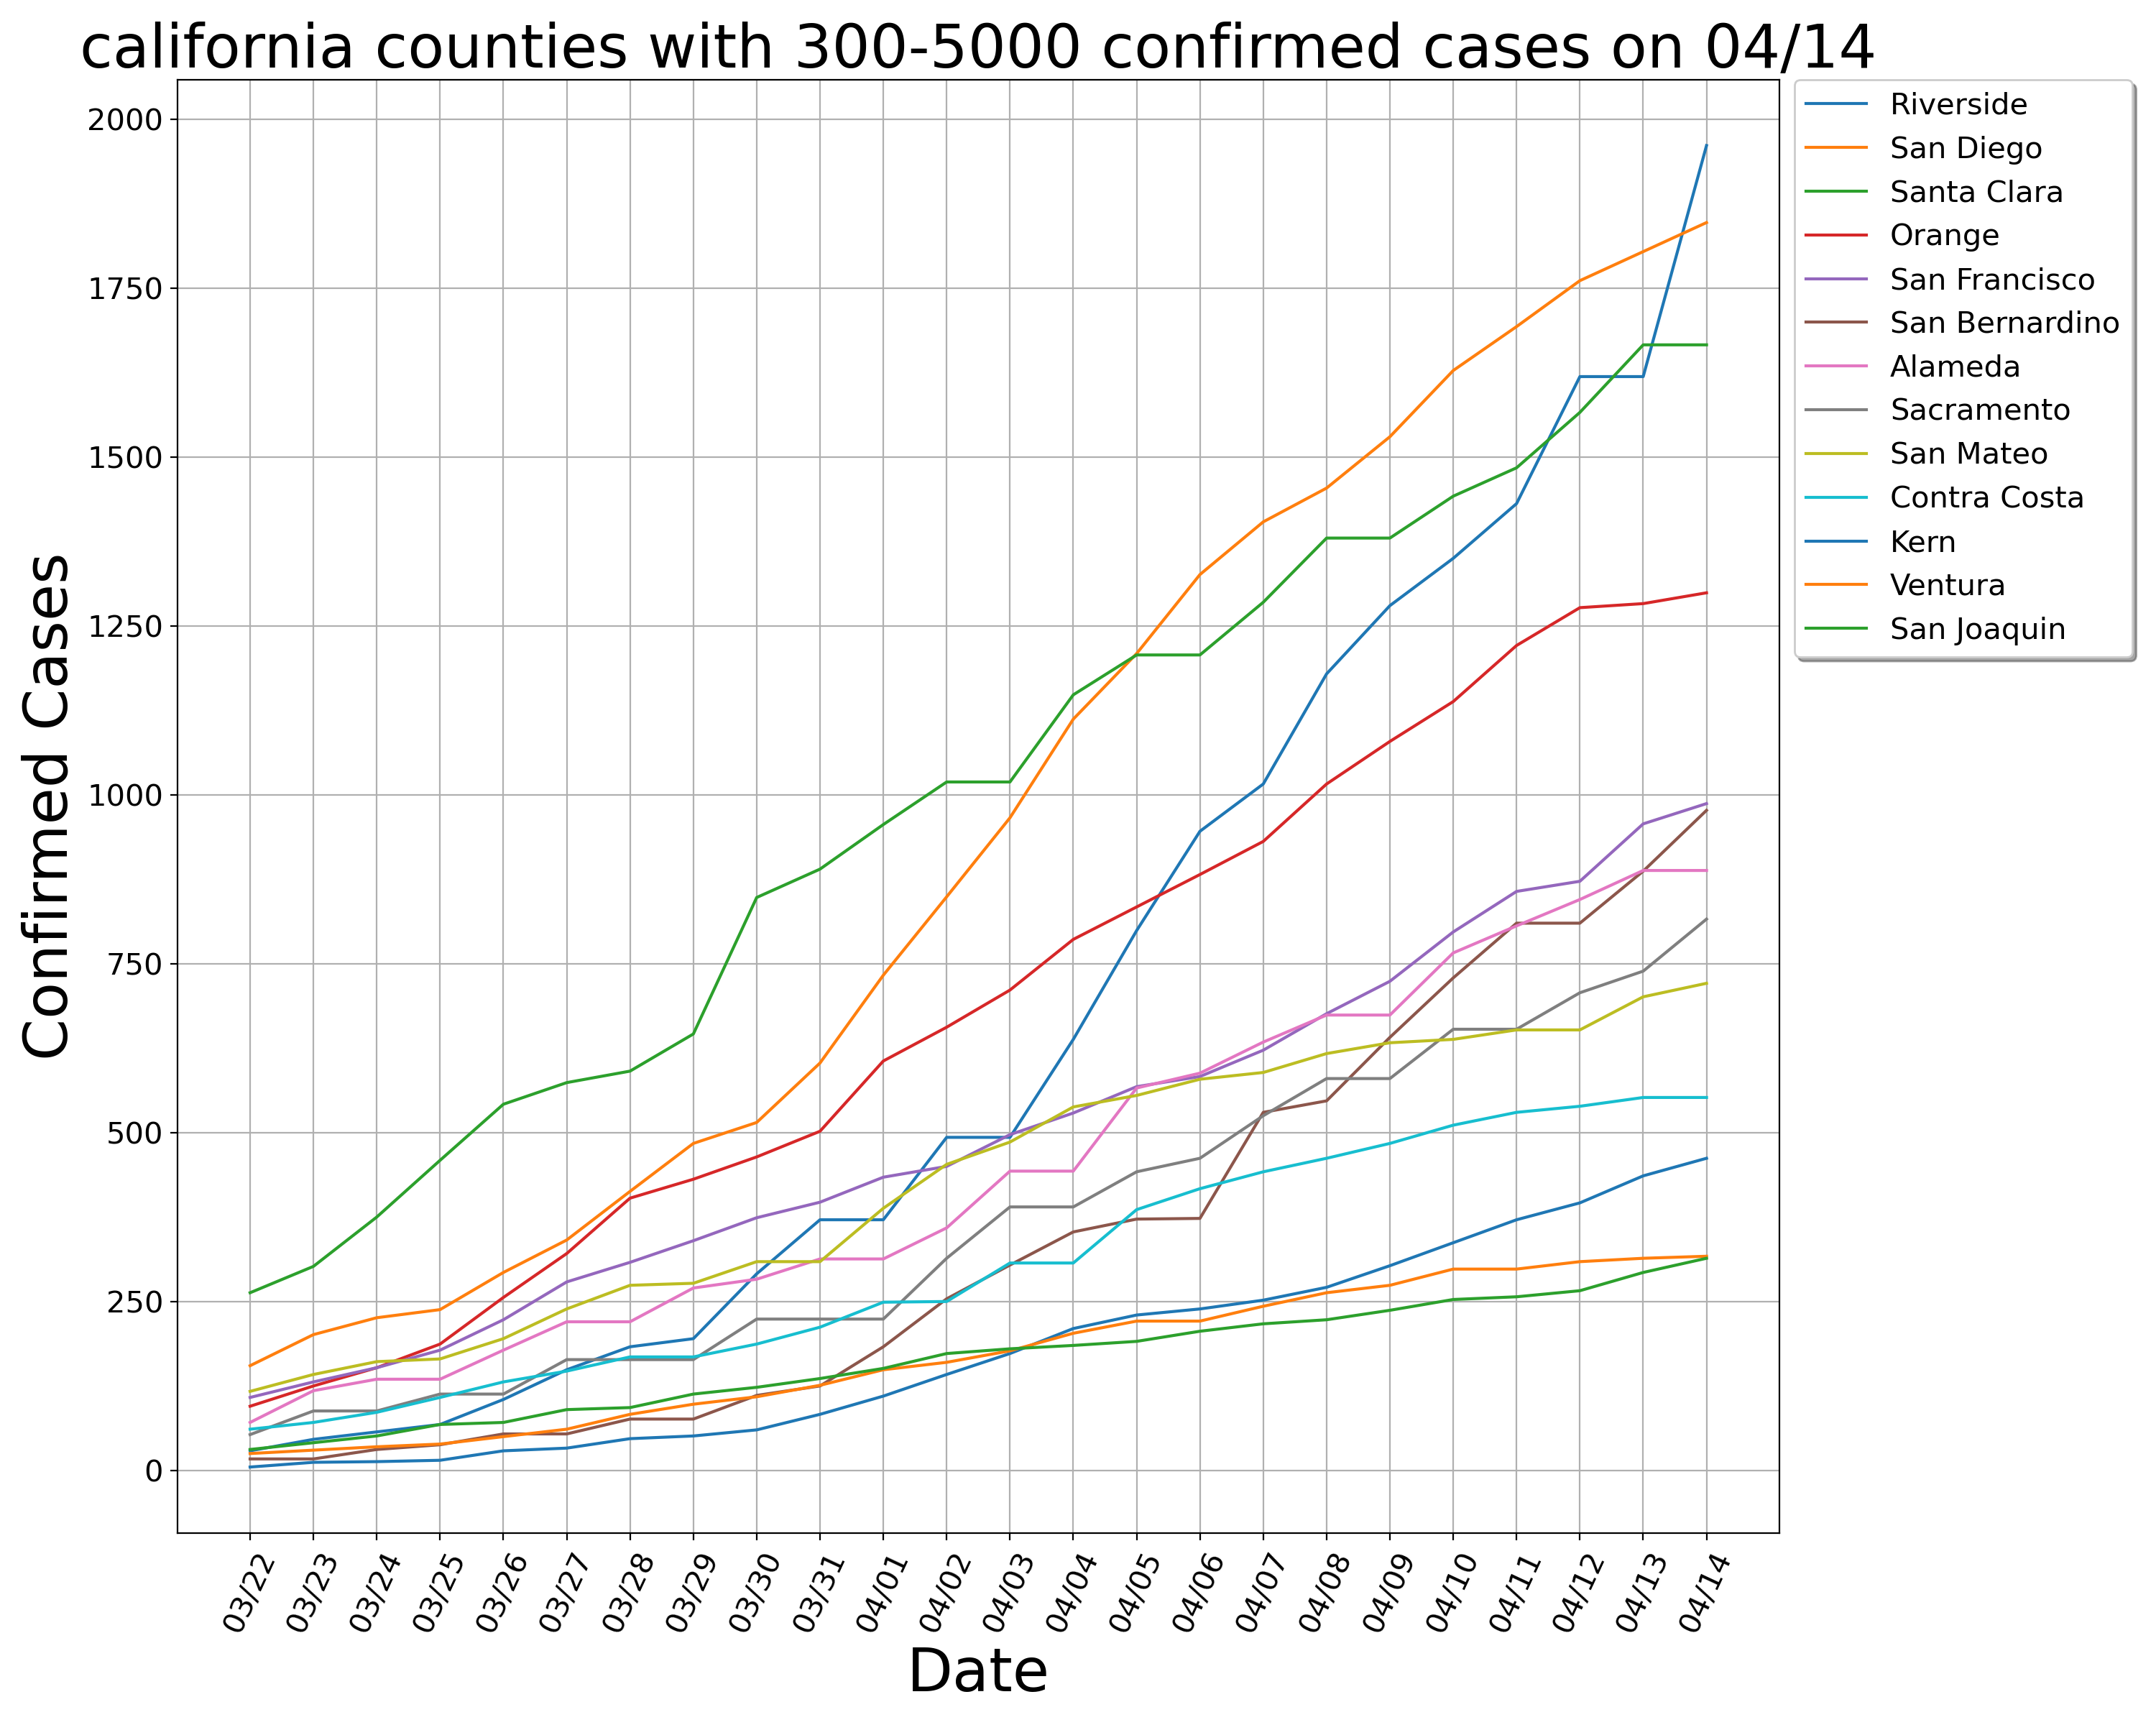 california counties with 300-5000 confirmed cases on 04/14
Confirmed Cases
2000
1750
1500
1250
1000
750
500
250
0
03/22
03/23
03/24
03/25
03/26
03/27
03/28
03/29
03/30
03/31
04/01
04/02
04/03
04/04
04/05
04/06
04/07
04/08
04/09
04/10
04/11
04/12
04/13
04/14
Date
Riverside
San Diego
Santa Clara
Orange
San Francisco
San Bernardino
Alameda
Sacramento
San Mateo
Contra Costa
Kern
Ventura
San Joaquin